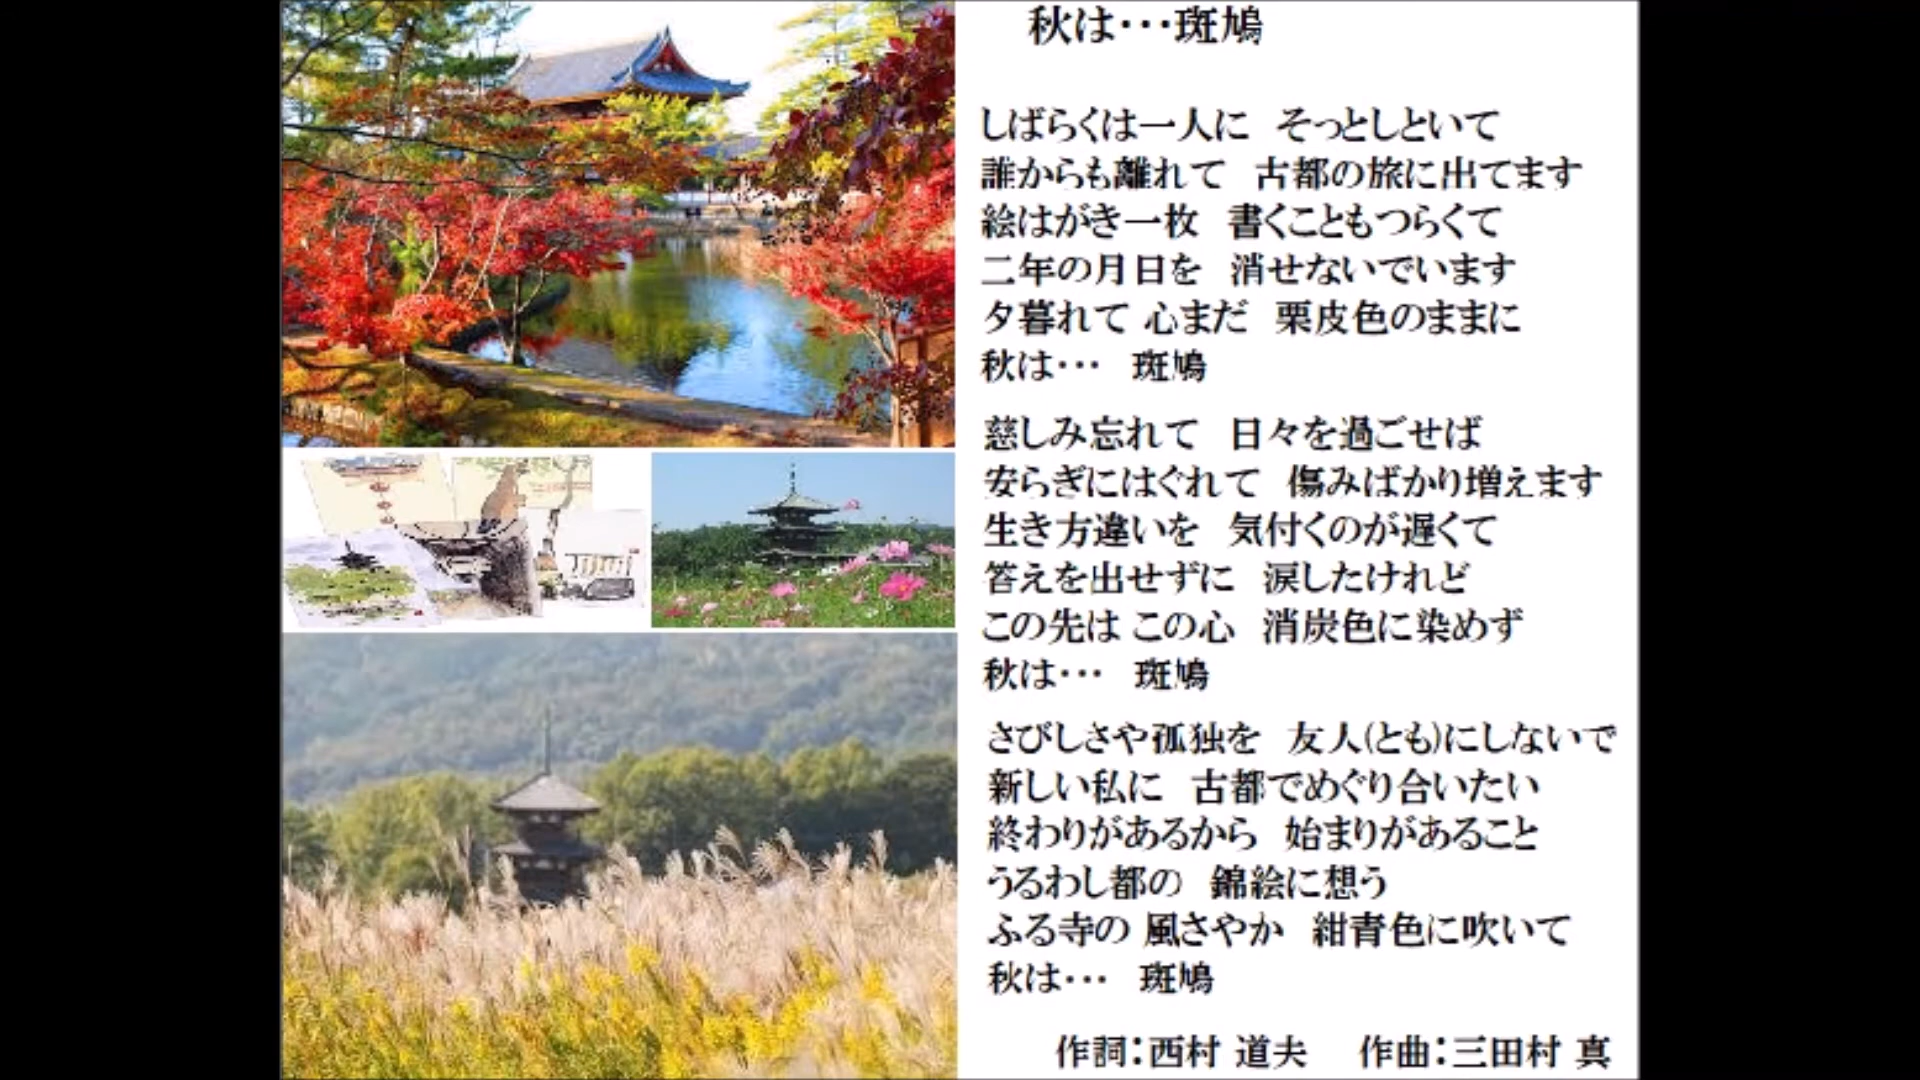 秋は・・・斑鳩
しばらくは一人に　そっとしといて
誰からも離れて　古都の旅に出てます
絵はがき一枚　書くこともつらくて
二年の月日を　消せないでいます
夕暮れて 心まだ　栗皮色のままに
秋は・・・　斑鳩
慈しみ忘れて　日々を過ごせば
安らぎにはぐれて　傷みばかり増えます
生き方違いを　気付くのが遅くて
答えを出せずに　涙したけれど
この先は この心　消炭色に染めず
秋は・・・　斑鳩
さびしさや孤独を　友人(とも)にしないで
新しい私に　古都でめぐり合いたい
終わりがあるから　始まりがあること
うるわし都の　錦絵に想う
ふる寺の 風さやか　紺青色に吹いて
秋は・・・　斑鳩
作詞：西村 道夫　作曲：三田村 真